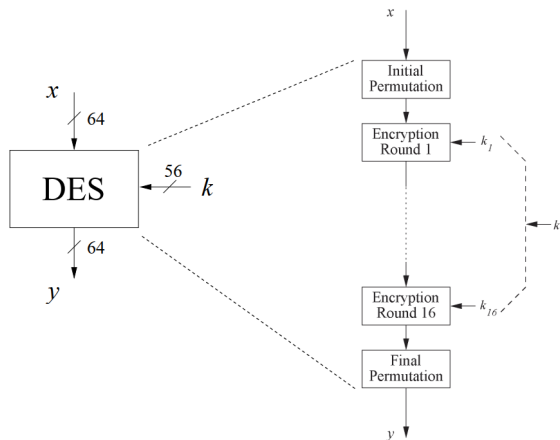 x
64
DES
56
k
64
y
x
Initial
Permutation
Encryption
Round 1
k₁
k
Encryption
Round 16
k₁₆
Final
Permutation
y